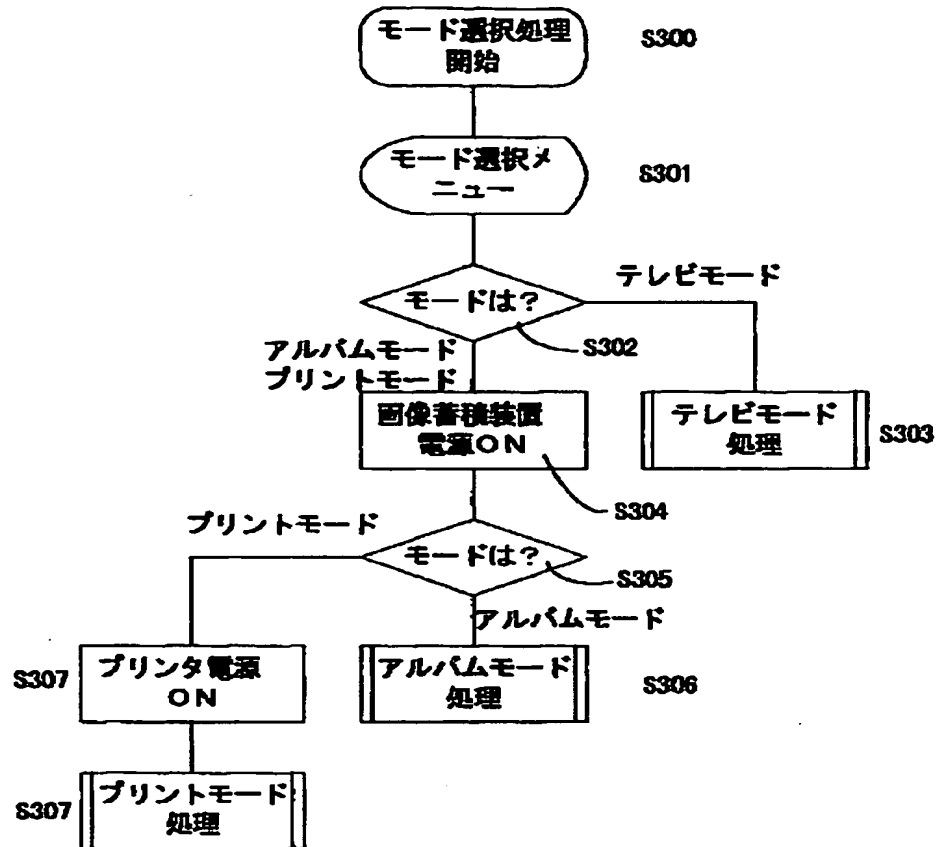 モード選択処理
開始
S300
モード選択メ
ニュー
S301
モードは?
テレビモード
S302
アルバムモード
プリントモード
画像蓄積装置
電源ON
テレビモード
処理
S303
S304
プリントモード
モードは?
S305
アルバムモード
S307
プリンタ電源
ON
アルバムモード
処理
S306
S307
プリントモード
処理